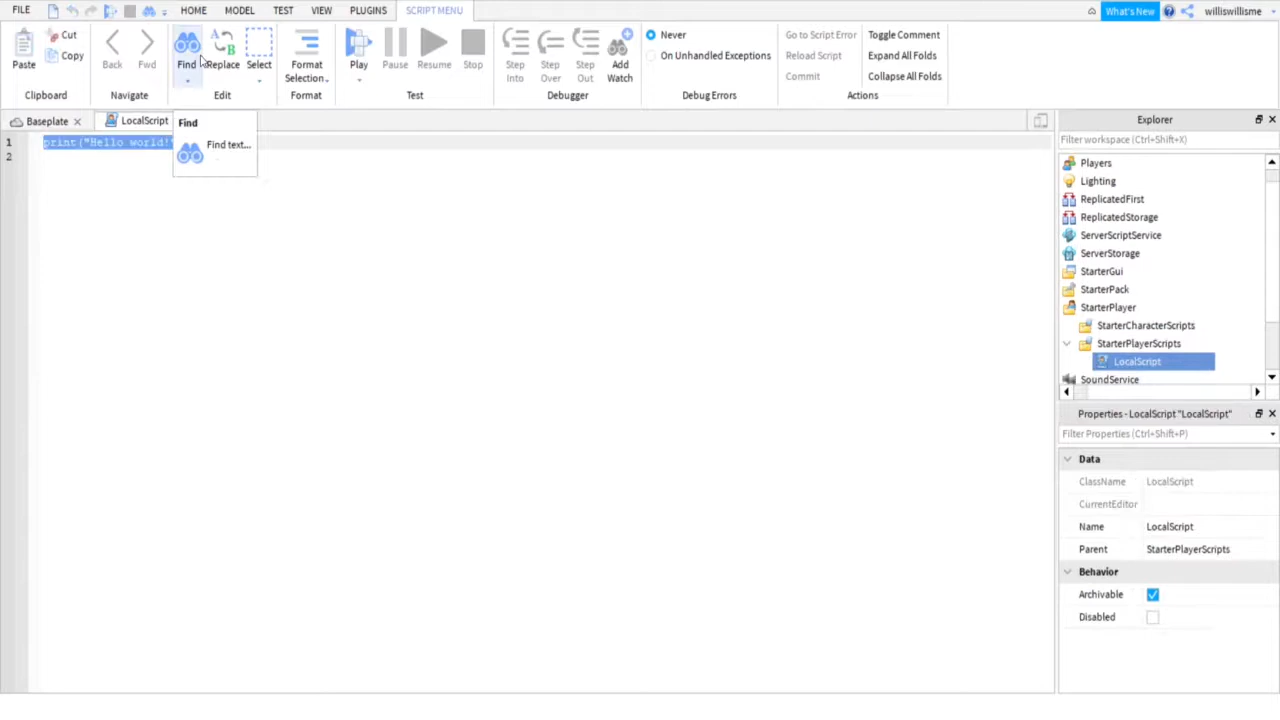 FILE HOME MODEL TEST VIEW PLUGINS SCRIPT MENU What's New williswillisme
Paste Cut Copy
Clipboard
Back Fwd
Navigate
Find Replace Select
Edit
Format Selection
Format
Play Pause Resume Stop
Test
Step Into Step Over Step Out Add Watch
Debugger
Never
On Unhandled Exceptions
Debug Errors
Go to Script Error Toggle Comment
Reload Script Expand All Folds
Commit Collapse All Folds
Actions
Baseplate LocalScript
Find
Find text...
1 print("Hello world!"
2
Explorer
Filter workspace (Ctrl+Shift+X)
Players
Lighting
ReplicatedFirst
ReplicatedStorage
ServerScriptService
ServerStorage
StarterGui
StarterPack
StarterPlayer
StarterCharacterScripts
StarterPlayerScripts
LocalScript
SoundService
Properties - LocalScript "LocalScript"
Filter Properties (Ctrl+Shift+P)
Data
ClassName LocalScript
CurrentEditor
Name LocalScript
Parent StarterPlayerScripts
Behavior
Archivable
Disabled